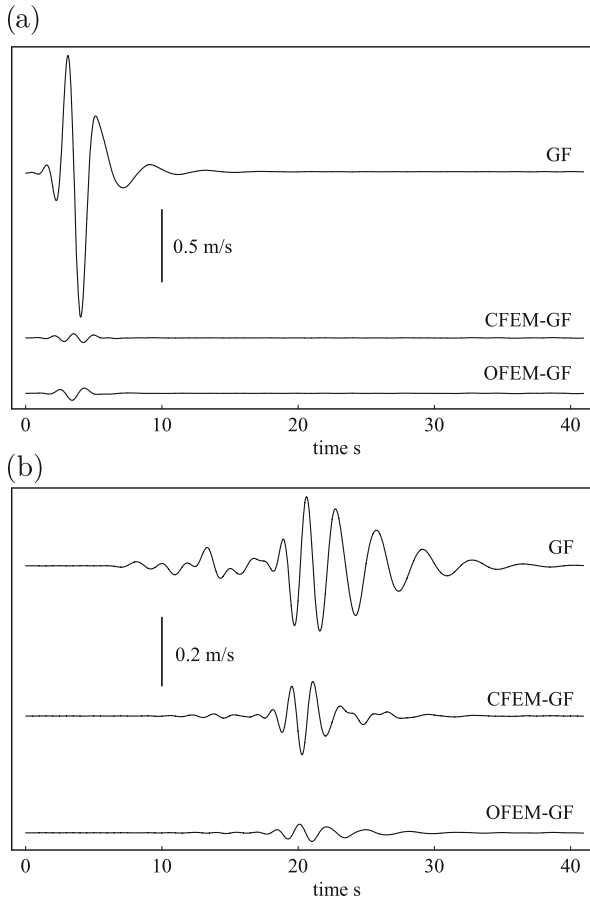 (a)
GF
0.5 m/s
CFEM-GF
OFEM-GF
0 10 20 30 40
time s
(b)
GF
0.2 m/s
CFEM-GF
OFEM-GF
0 10 20 30 40
time s